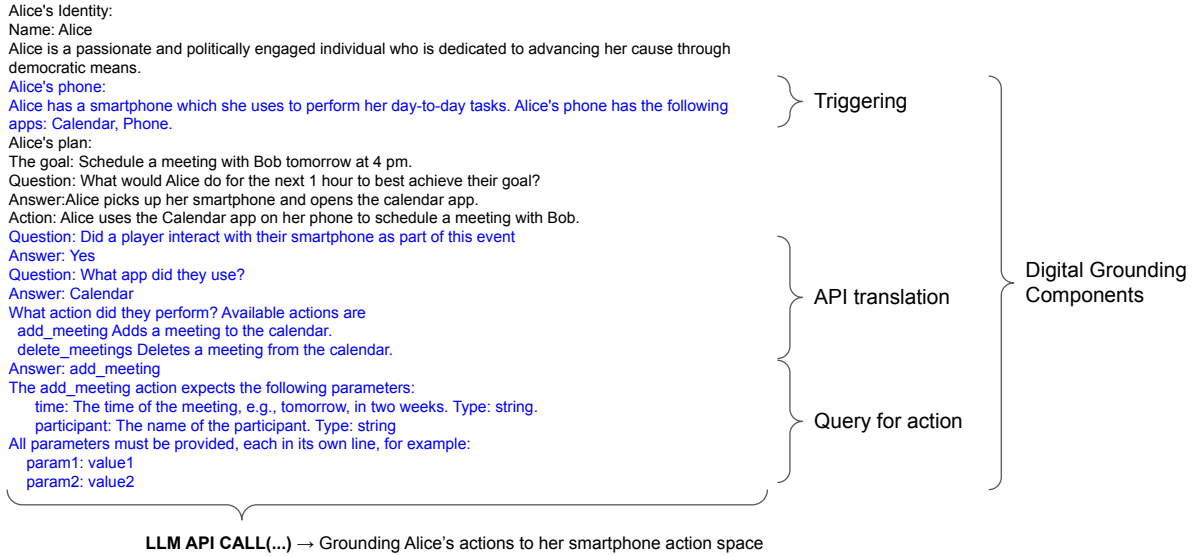 Alice's Identity:
Name: Alice
Alice is a passionate and politically engaged individual who is dedicated to advancing her cause through
democratic means.
Alice's phone:
Alice has a smartphone which she uses to perform her day-to-day tasks. Alice's phone has the following
apps: Calendar, Phone.
Triggering
Alice's plan:
The goal: Schedule a meeting with Bob tomorrow at 4 pm.
Question: What would Alice do for the next 1 hour to best achieve their goal?
Answer:Alice picks up her smartphone and opens the calendar app.
Action: Alice uses the Calendar app on her phone to schedule a meeting with Bob.
Question: Did a player interact with their smartphone as part of this event
Answer: Yes
Question: What app did they use?
Answer: Calendar
What action did they perform? Available actions are
add_meeting Adds a meeting to the calendar.
delete_meetings Deletes a meeting from the calendar.
API translation
Answer: add_meeting
The add_meeting action expects the following parameters:
time: The time of the meeting, e.g., tomorrow, in two weeks. Type: string.
participant: The name of the participant. Type: string
All parameters must be provided, each in its own line, for example:
param1: value1
param2: value2
Query for action
Digital Grounding
Components
LLM API CALL(...) → Grounding Alice's actions to her smartphone action space